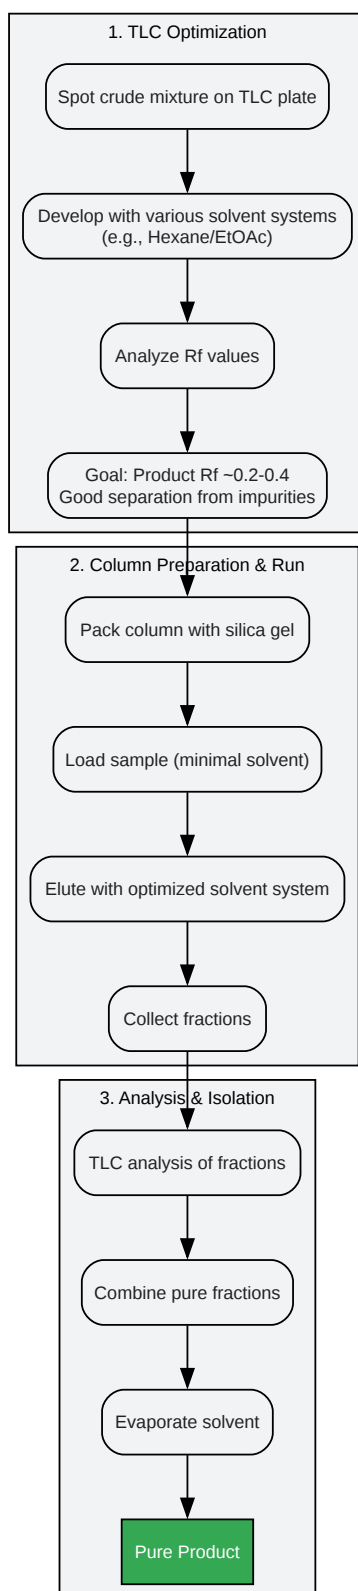 1. TLC Optimization
Spot crude mixture on TLC plate
Develop with various solvent systems
(e.g., Hexane/EtOAc)
Analyze Rf values
Goal: Product Rf ~0.2-0.4
Good separation from impurities
2. Column Preparation & Run
Pack column with silica gel
Load sample (minimal solvent)
Elute with optimized solvent system
Collect fractions
3. Analysis & Isolation
TLC analysis of fractions
Combine pure fractions
Evaporate solvent
Pure Product